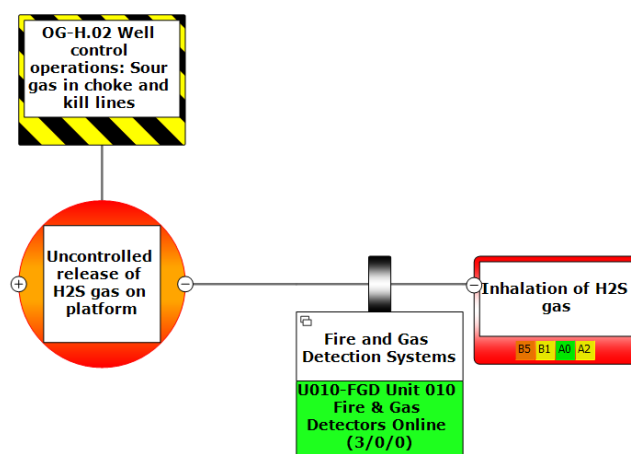 OG-H.02 Well
control
operations: Sour
gas in choke and
kill lines
Uncontrolled
release of
H2S gas on
platform
Fire and Gas
Detection Systems
U010-FGD Unit 010
Fire & Gas
Detectors Online
(3/0/0)
Inhalation of H2S
gas
B5 B1 A0 A2